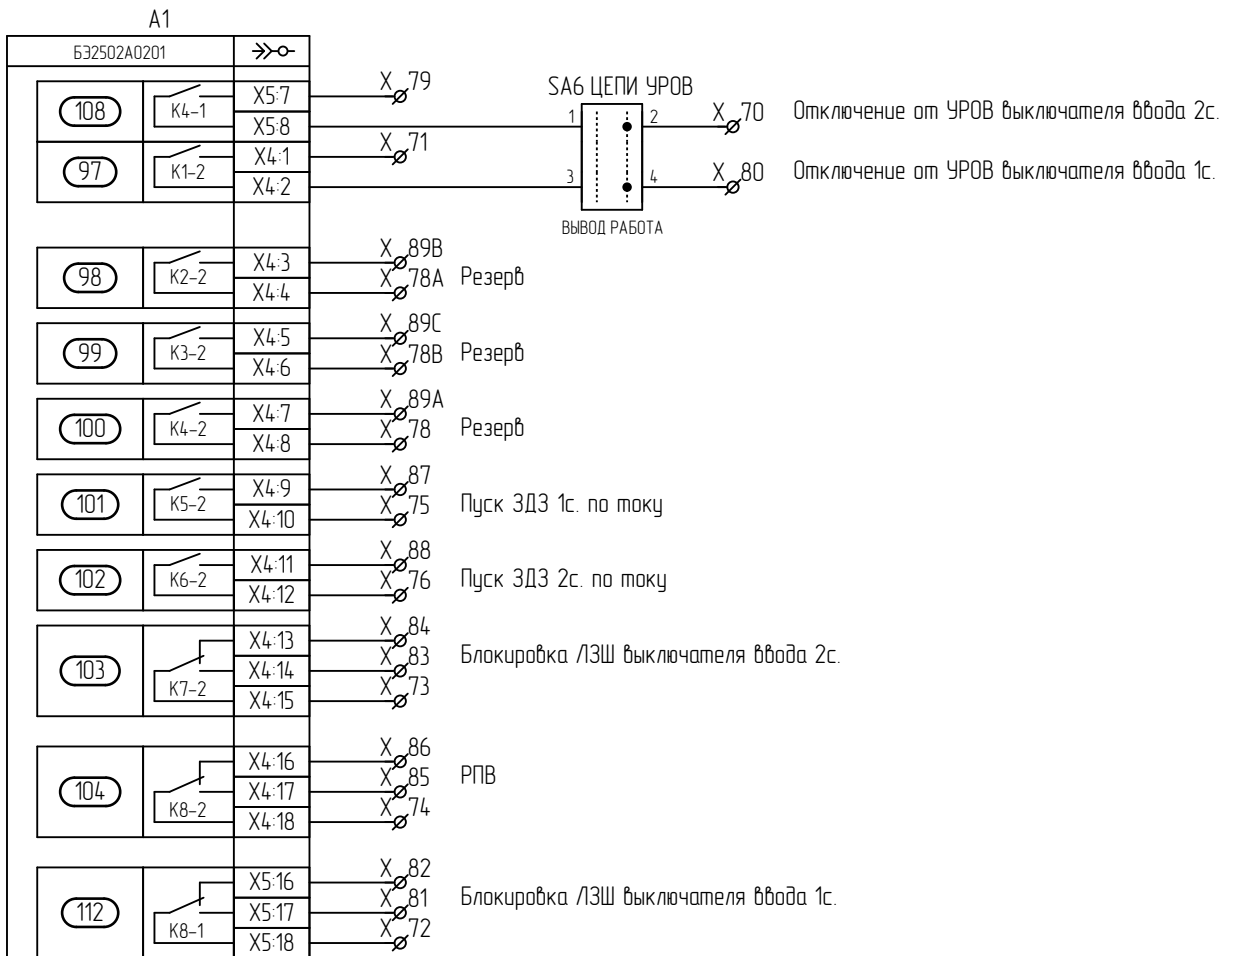 A1
БЭ2502А0201
108 K4-1 X5:7 X 79
X5:8 SA6 ЦЕПИ УРОВ 1 2 X 70 Отключение от УРОВ выключателя ввода 2с.
97 K1-2 X4:1 X 71
X4:2 3 4 X 80 Отключение от УРОВ выключателя ввода 1с.
ВЫВОД РАБОТА
98 K2-2 X4:3 X 89B
X4:4 X 78A Резерв
99 K3-2 X4:5 X 89C
X4:6 X 78B Резерв
100 K4-2 X4:7 X 89A
X4:8 X 78 Резерв
101 K5-2 X4:9 X 87
X4:10 X 75 Пуск ЗДЗ 1с. по току
102 K6-2 X4:11 X 88
X4:12 X 76 Пуск ЗДЗ 2с. по току
103 K7-2 X4:13 X 84
X4:14 X 83 Блокировка ЛЗШ выключателя ввода 2с.
X4:15 X 73
104 K8-2 X4:16 X 86
X4:17 X 85 РПВ
X4:18 X 74
112 K8-1 X5:16 X 82
X5:17 X 81 Блокировка ЛЗШ выключателя ввода 1с.
X5:18 X 72